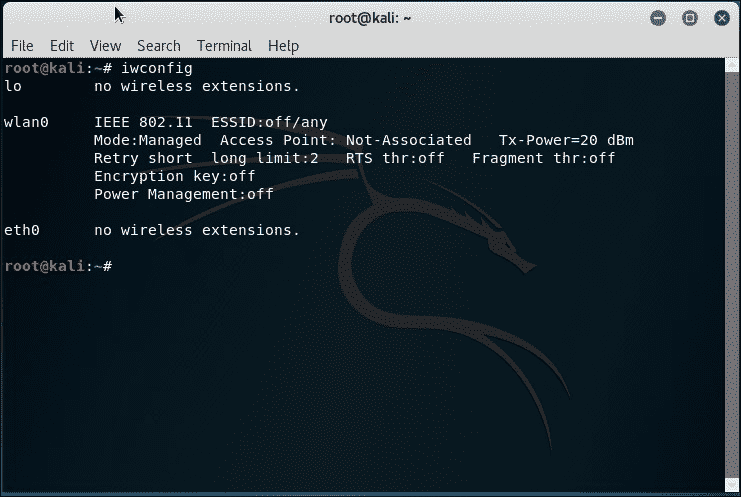 root@kali: ~
File Edit View Search Terminal Help
root@kali:~# iwconfig
lo        no wireless extensions.
wlan0     IEEE 802.11  ESSID:off/any
          Mode:Managed  Access Point: Not-Associated   Tx-Power=20 dBm
          Retry short  long limit:2   RTS thr:off   Fragment thr:off
          Encryption key:off
          Power Management:off
eth0      no wireless extensions.
root@kali:~#